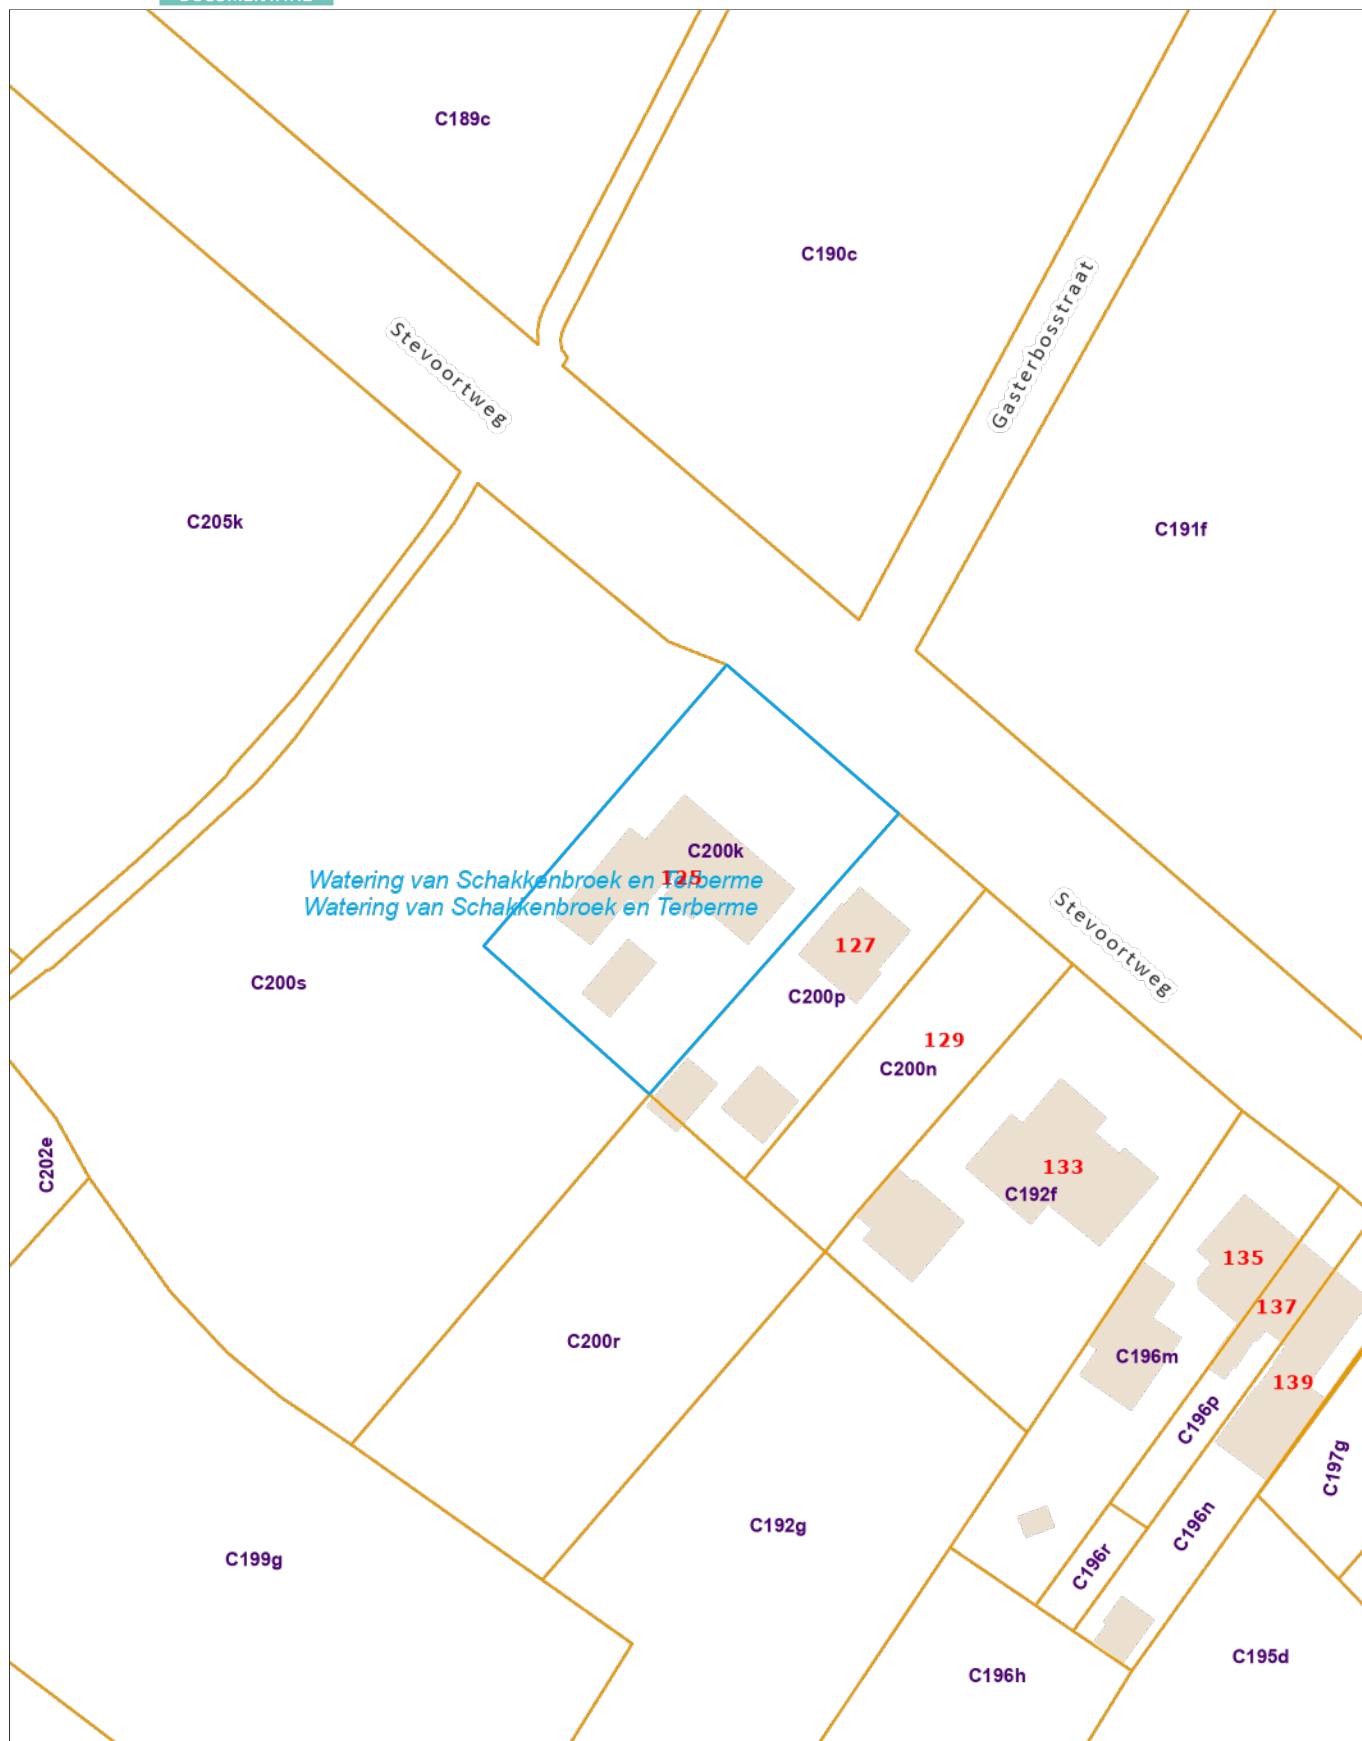 C189c
C190c
Gasterbosstraat
Stevoortweg
C205k
C191f
C200k
125
Watering van Schakkenbroek en Terberme
Watering van Schakkenbroek en Terberme
Stevoortweg
127
C200s
C200p
129
C200n
C202e
133
C192f
135
137
C200r
C196m
139
C196p
C197g
C192g
C196n
C199g
C196r
C195d
C196h